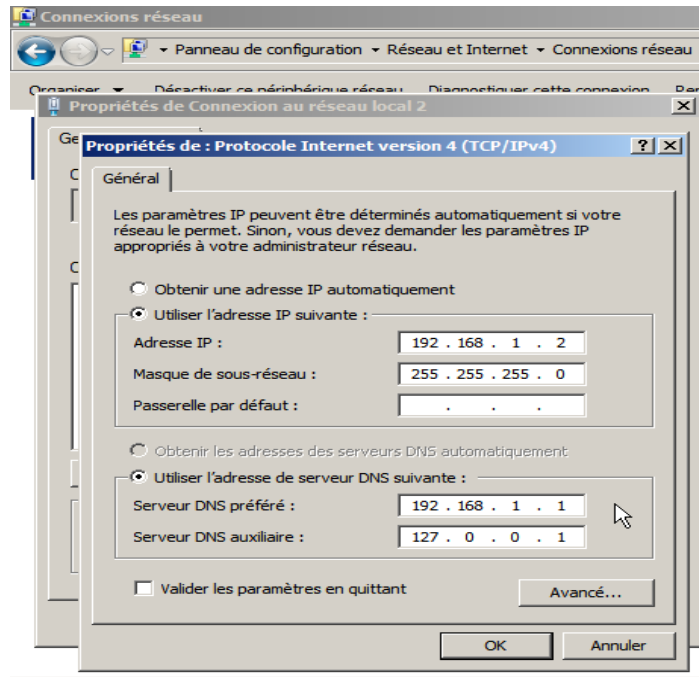 Connexions réseau
Panneau de configuration Réseau et Internet Connexions réseau
Organiser Désactiver ce périphérique réseau Diagnostiquer cette connexion
Propriétés de Connexion au réseau local 2
Propriétés de : Protocole Internet version 4 (TCP/IPv4)
Général
Les paramètres IP peuvent être déterminés automatiquement si votre
réseau le permet. Sinon, vous devez demander les paramètres IP
appropriés à votre administrateur réseau.
Obtenir une adresse IP automatiquement
Utiliser l'adresse IP suivante :
Adresse IP : 192 . 168 . 1 . 2
Masque de sous-réseau : 255 . 255 . 255 . 0
Passerelle par défaut : . . .
Obtenir les adresses des serveurs DNS automatiquement
Utiliser l'adresse de serveur DNS suivante :
Serveur DNS préféré : 192 . 168 . 1 . 1
Serveur DNS auxiliaire : 127 . 0 . 0 . 1
Valider les paramètres en quittant
Avancé...
OK Annuler